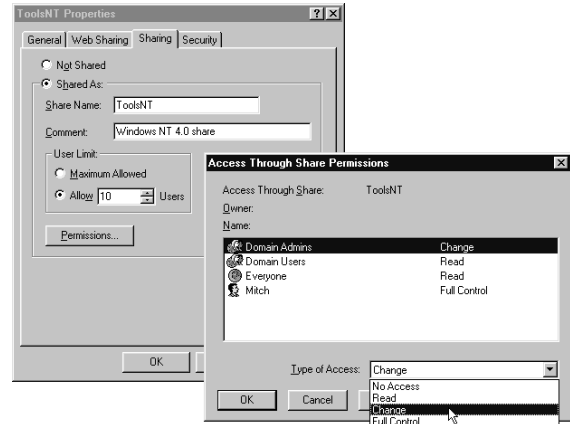 ToolsNT Properties
General Web Sharing Sharing Security
Not Shared
Shared As:
Share Name: ToolsNT
Comment: Windows NT 4.0 share
User Limit:
Maximum Allowed
Allow 10 Users
Permissions...
OK
Access Through Share Permissions
Access Through Share: ToolsNT
Owner:
Name:
Domain Admins Change
Domain Users Read
Everyone Read
Mitch Full Control
Type of Access: Change
No Access
Read
Change
Full Control
OK Cancel